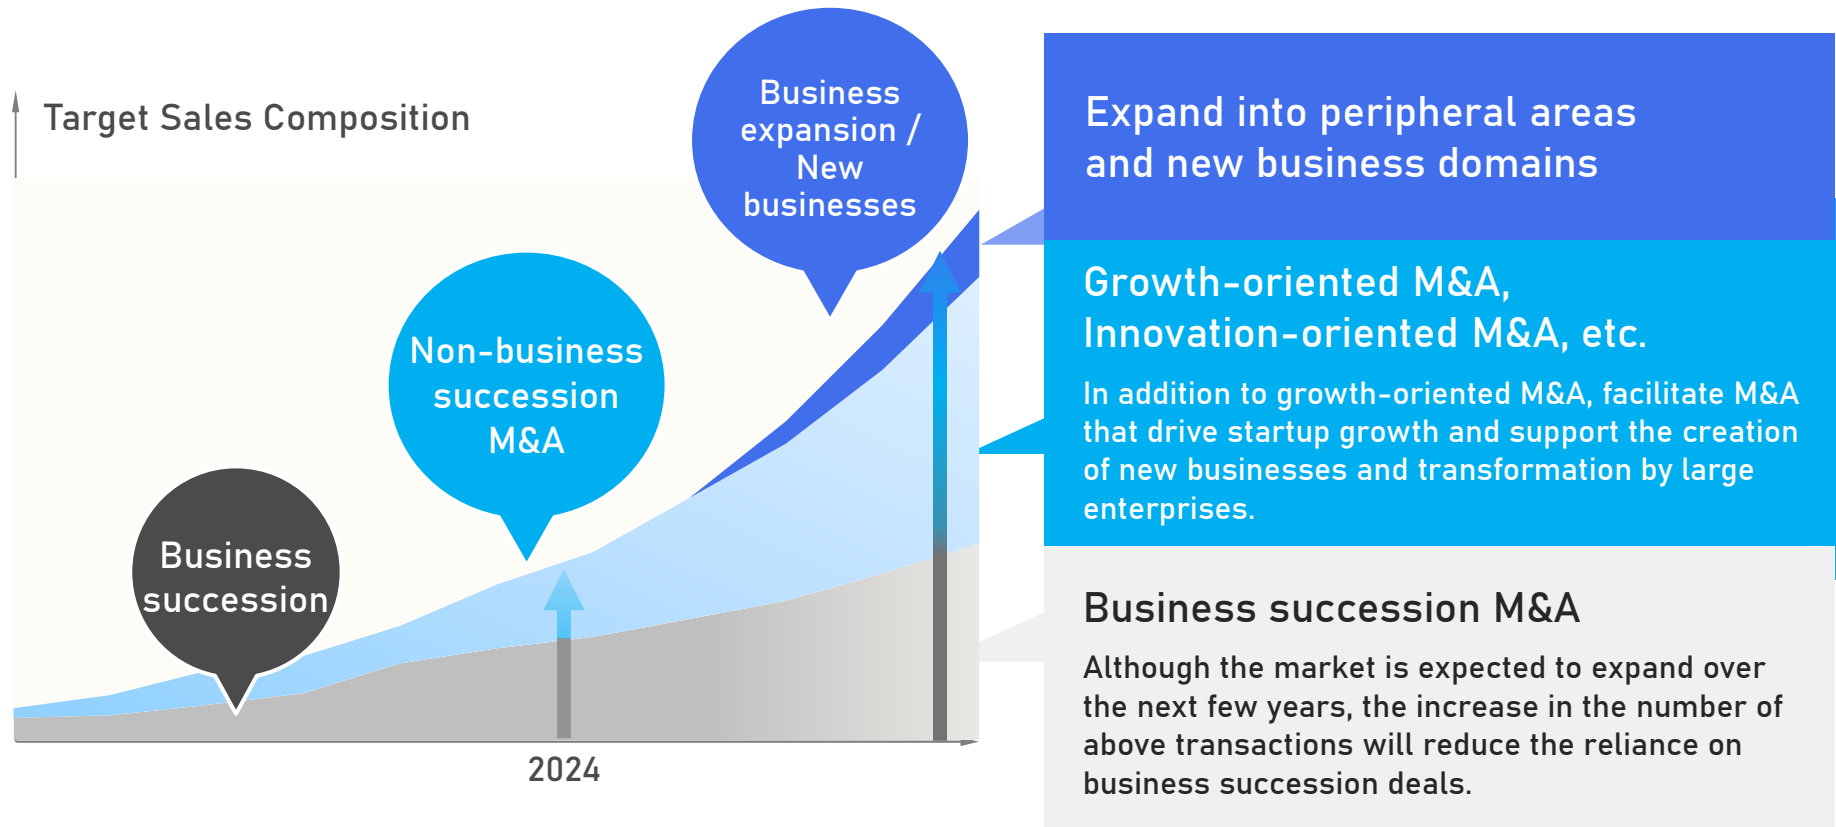 Target Sales Composition
Business
expansion /
New
businesses
Non-business
succession
M&A
Business
succession
2024
Expand into peripheral areas
and new business domains
Growth-oriented M&A,
Innovation-oriented M&A, etc.
In addition to growth-oriented M&A, facilitate M&A
that drive startup growth and support the creation
of new businesses and transformation by large
enterprises.
Business succession M&A
Although the market is expected to expand over
the next few years, the increase in the number of
above transactions will reduce the reliance on
business succession deals.